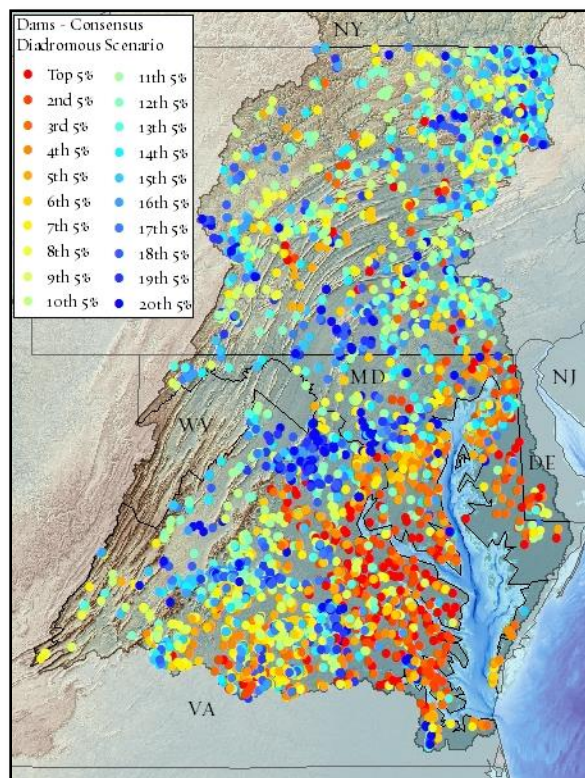 Dams - Consensus
Diadromous Scenario
Top 5%
2nd 5%
3rd 5%
4th 5%
5th 5%
6th 5%
7th 5%
8th 5%
9th 5%
10th 5%
11th 5%
12th 5%
13th 5%
14th 5%
15th 5%
16th 5%
17th 5%
18th 5%
19th 5%
20th 5%
NY
MD
NJ
WV
DE
VA